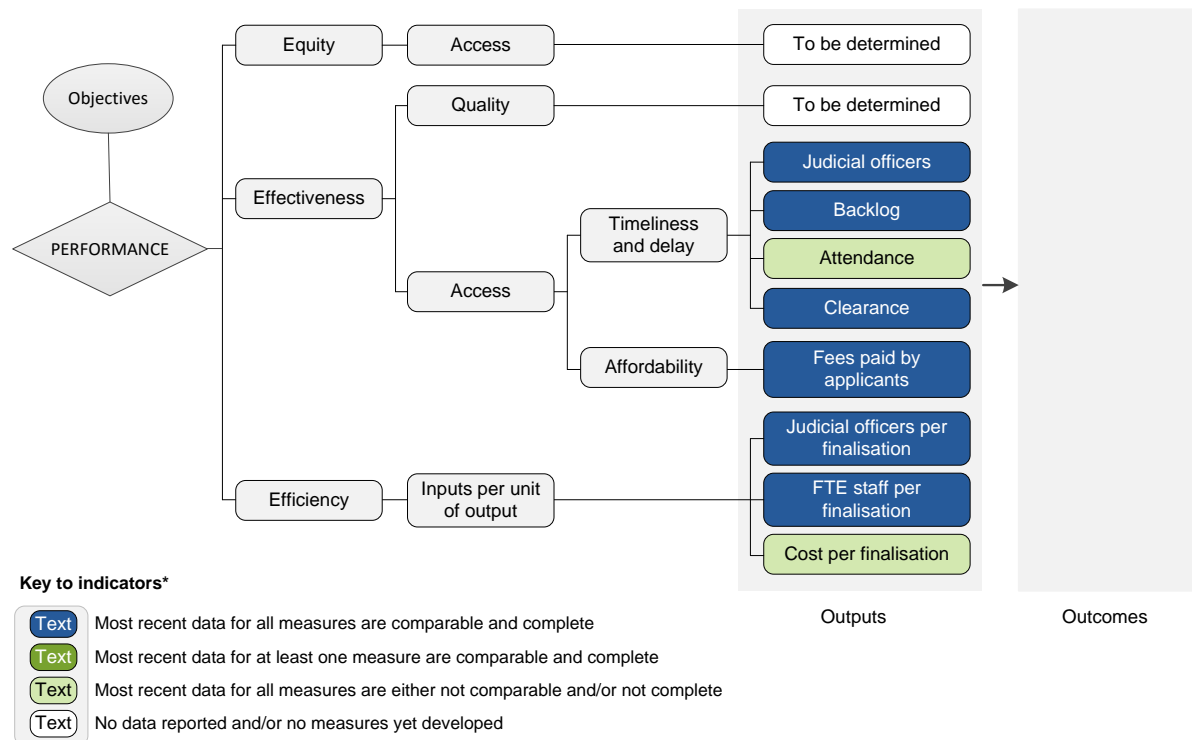 Objectives
PERFORMANCE
Equity
Access
To be determined
Effectiveness
Quality
To be determined
Access
Timeliness
and delay
Judicial officers
Backlog
Attendance
Clearance
Affordability
Fees paid by
applicants
Efficiency
Inputs per unit
of output
Judicial officers per
finalisation
FTE staff per
finalisation
Cost per finalisation
Outputs
Outcomes
Key to indicators*
Text Most recent data for all measures are comparable and complete
Text Most recent data for at least one measure are comparable and complete
Text Most recent data for all measures are either not comparable and/or not complete
Text No data reported and/or no measures yet developed